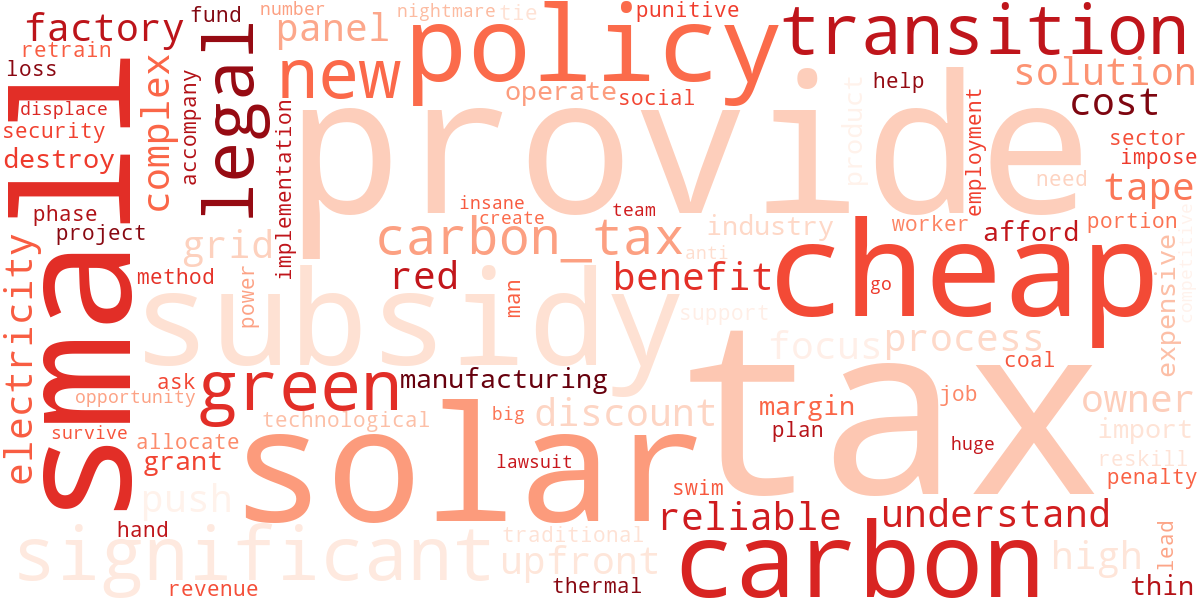 number
nightmare
tie
punitive
fund
factory
panel
policy
transition
retrain
legal
new
loss
solution
help
operate
social
cost
small
displace
complex
accompany
provide
product
employment
security
sector
destroy
impose
implementation
need
tape
insane
team
phase
create
portion
project
industry
worker
afford
carbon_tax
anti
grid
electricity
method
red
benefit
cheap
go
expensive
competitive
power
man
subsidy
support
focus
process
coal
ask
green
manufacturing
opportunity
tax
job
owner
margin
big
discount
technological
plan
import
survive
allocate
huge
grant
solar
lawsuit
reskill
penalty
swim
push
reliable
understand
hand
significant
traditional
upfront
carbon
high
lead
revenue
thermal
thin